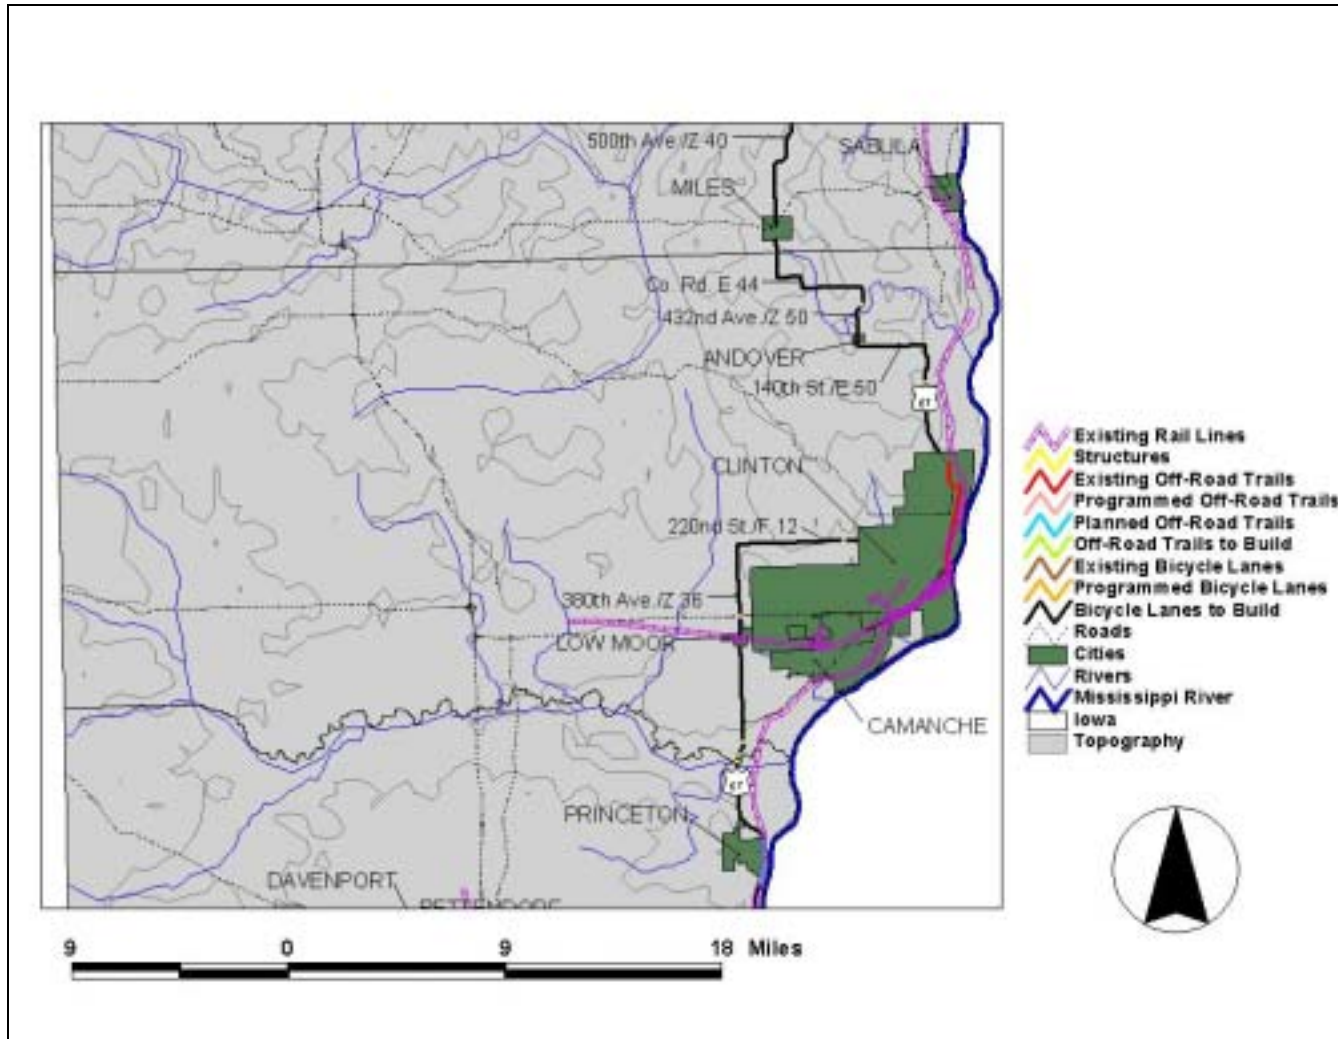 500th Ave./Z 40
SABULA
MILES
Co. Rd. E 44
432nd Ave./Z 50
ANDOVER
140th St./E 50
67
CLINTON
220nd St./F 12
380th Ave./Z 36
LOW MOOR
CAMANCHE
67
PRINCETON
DAVENPORT
BETTENDORF
Existing Rail Lines
Structures
Existing Off-Road Trails
Programmed Off-Road Trails
Planned Off-Road Trails
Off-Road Trails to Build
Existing Bicycle Lanes
Programmed Bicycle Lanes
Bicycle Lanes to Build
Roads
Cities
Rivers
Mississippi River
Iowa
Topography
9 0 9 18 Miles